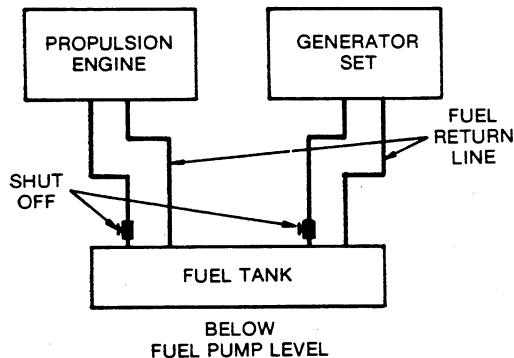 PROPULSION
ENGINE
GENERATOR
SET
FUEL
RETURN
LINE
SHUT
OFF
FUEL TANK
BELOW
FUEL PUMP LEVEL